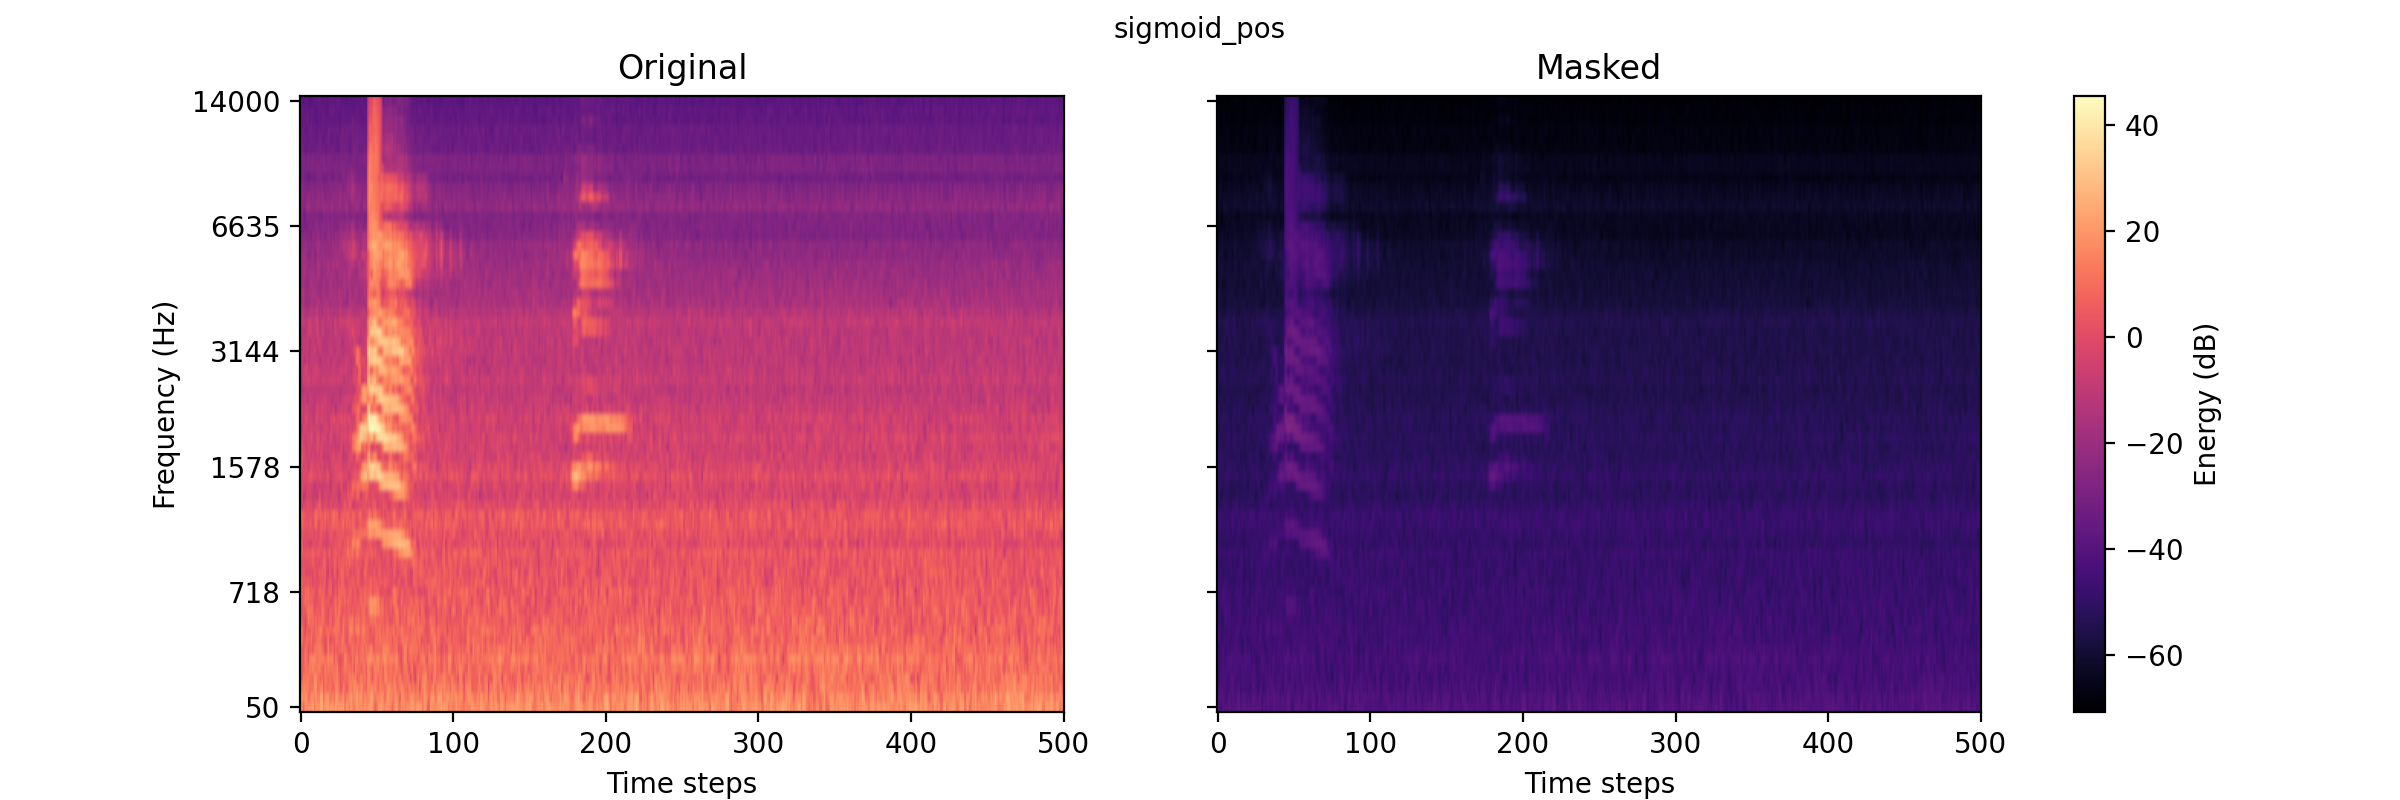 sigmoid_pos
Original
Masked
14000
6635
3144
1578
718
50
Frequency (Hz)
0 100 200 300 400 500
Time steps
0 100 200 300 400 500
Time steps
40
20
0
−20
−40
−60
Energy (dB)